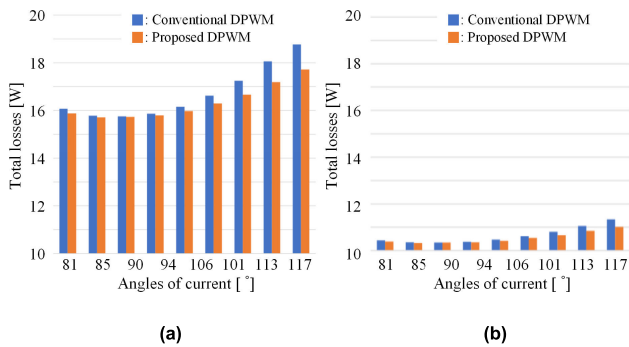 : Conventional DPWM
: Proposed DPWM
Total losses [W]
20
18
16
14
12
10
81 85 90 94 106 101 113 117
Angles of current [ °]
(a)
: Conventional DPWM
: Proposed DPWM
Total losses [W]
20
18
16
14
12
10
81 85 90 94 106 101 113 117
Angles of current [ °]
(b)